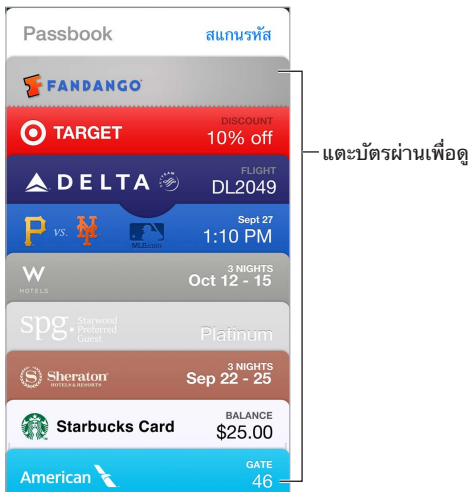 Passbook
สแกนรหัส
FANDANGO
TARGET
DISCOUNT
10% off
แตะบัตรผ่านเพื่อดู
DELTA
FLIGHT
DL2049
P vs. NY
MLB.com
Sept 27
1:10 PM
W
HOTELS
3 NIGHTS
Oct 12 - 15
spg.
Starwood
Preferred
Guest
Platinum
S
Sheraton
HOTELS & RESORTS
3 NIGHTS
Sep 22 - 25
Starbucks Card
BALANCE
$25.00
American
GATE
46